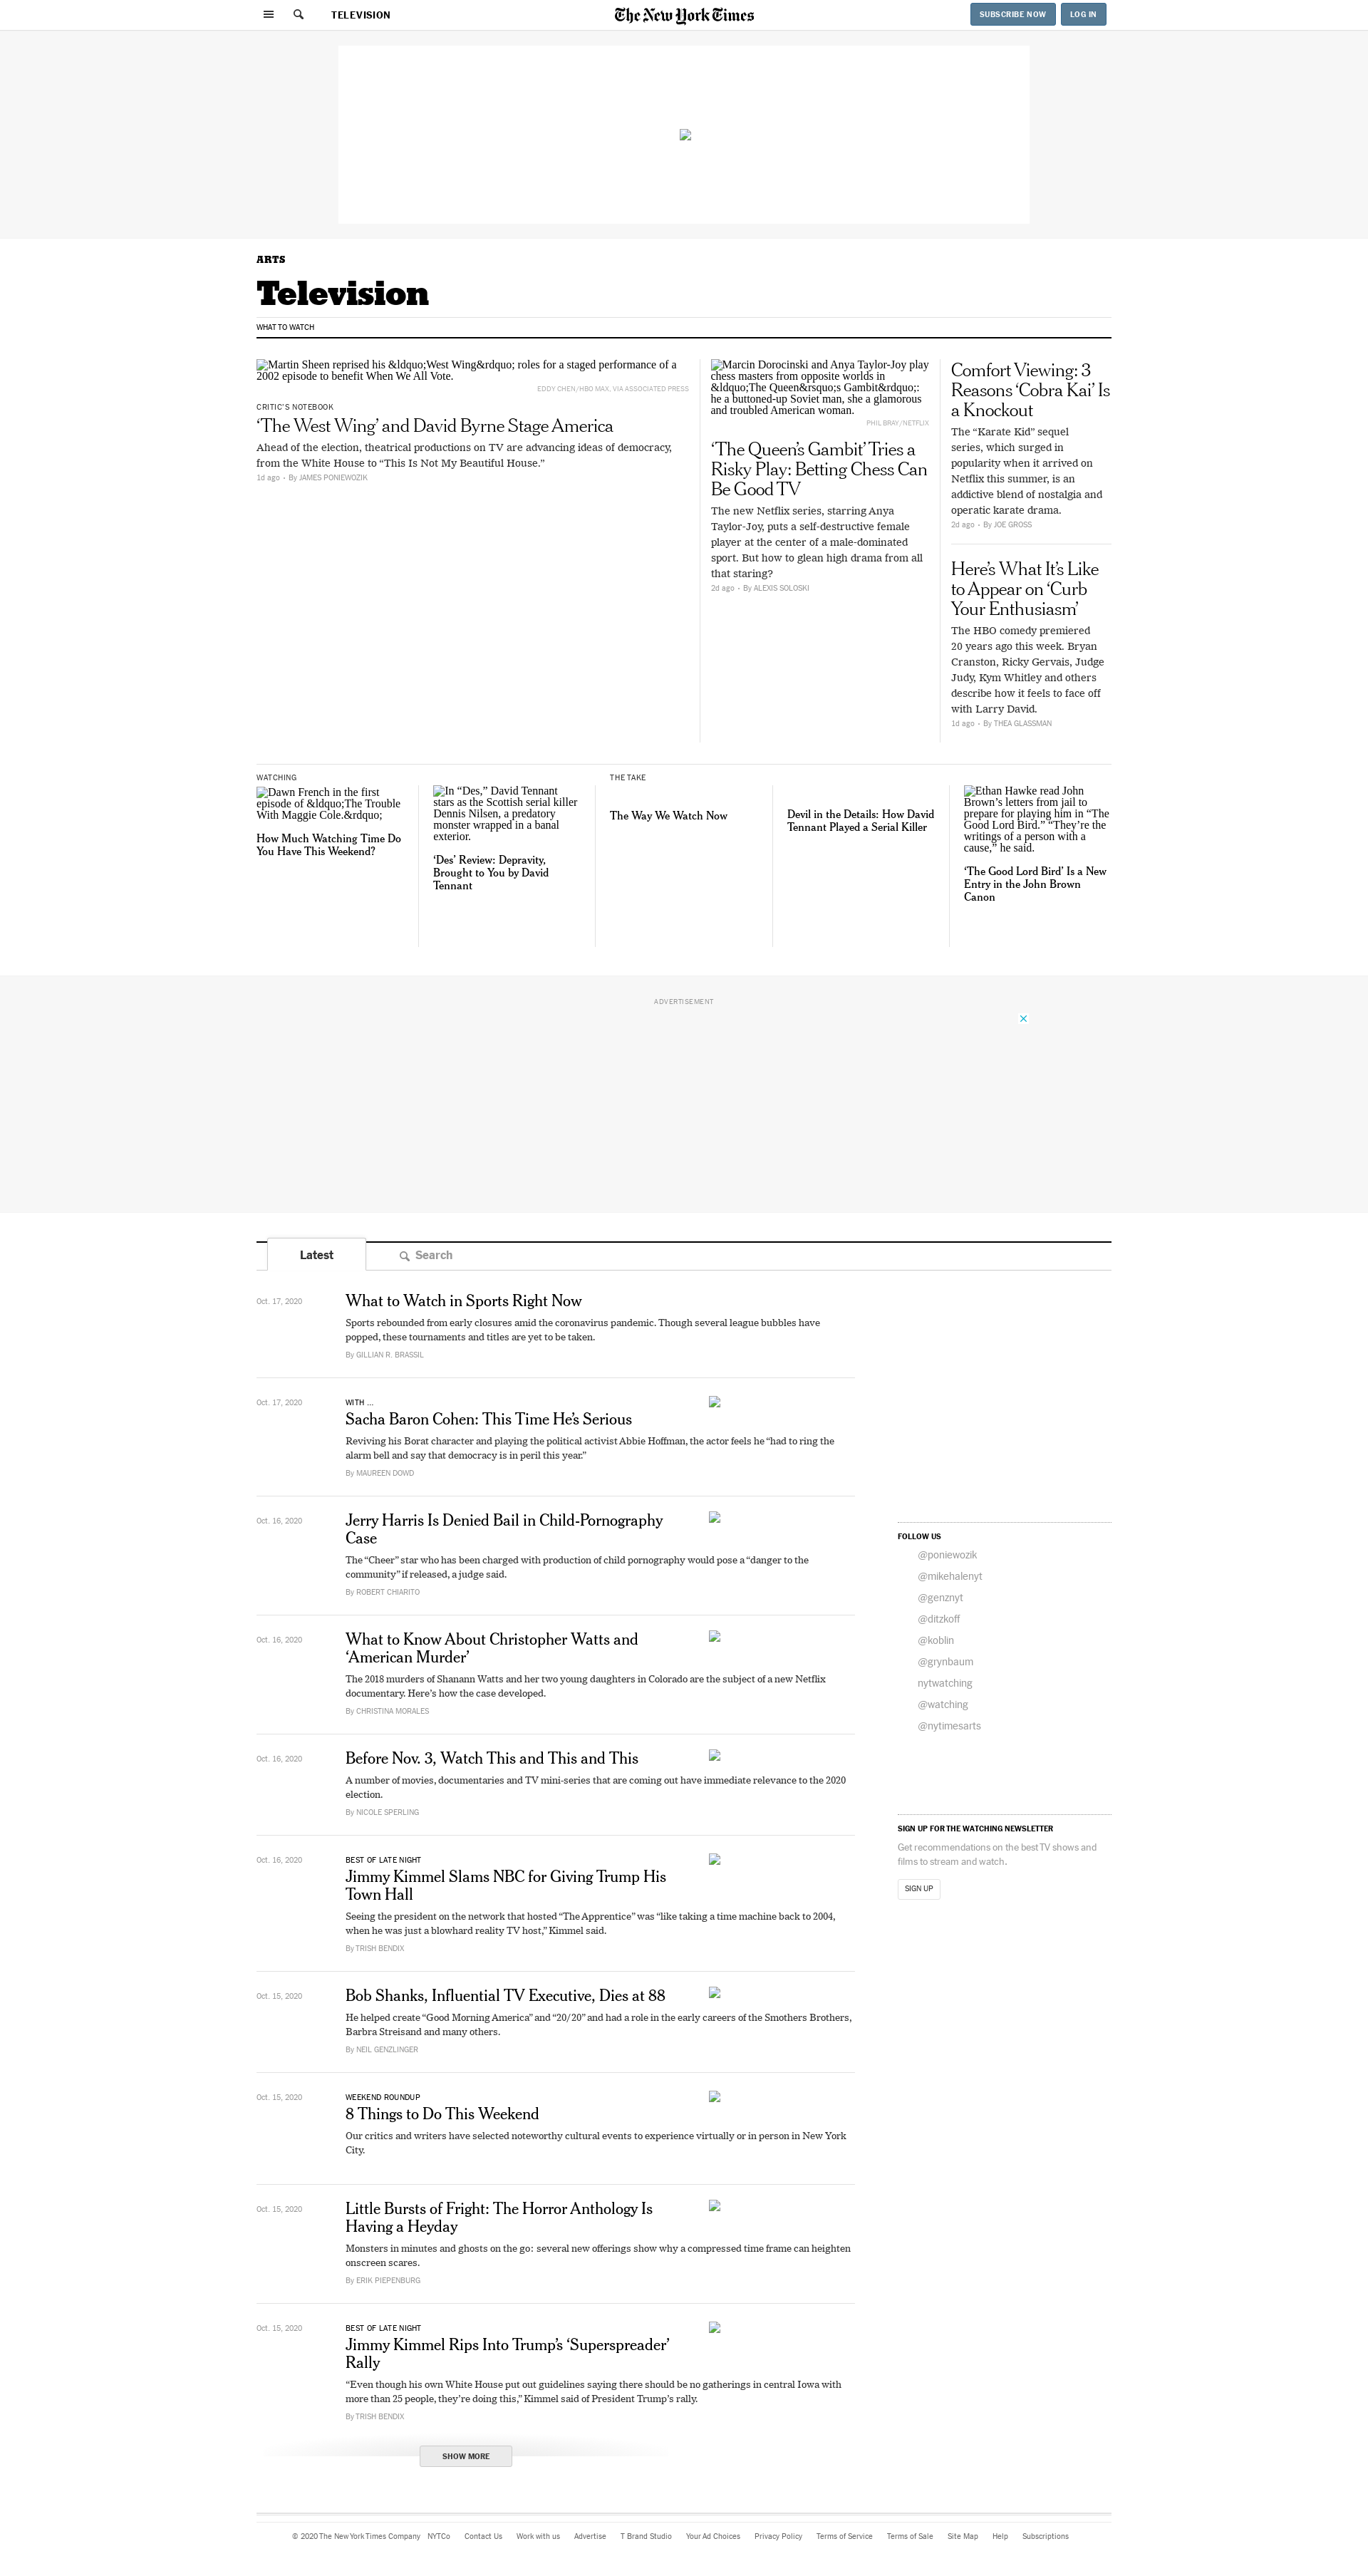 TELEVISION
The New York Times
SUBSCRIBE NOW
LOG IN
ARTS
Television
WHAT TO WATCH
Martin Sheen reprised his &ldquo;West Wing&rdquo; roles for a staged performance of a
2002 episode to benefit When We All Vote.
EDDY CHEN/HBO MAX, VIA ASSOCIATED PRESS
CRITIC'S NOTEBOOK
‘The West Wing’ and David Byrne Stage America
Ahead of the election, theatrical productions on TV are advancing ideas of democracy,
from the White House to “This Is Not My Beautiful House.”
1d ago • By JAMES PONIEWOZIK
Marcin Dorocinski and Anya Taylor-Joy play
chess masters from opposite worlds in
&ldquo;The Queen&rsquo;s Gambit&rdquo;:
he a buttoned-up Soviet man, she a glamorous
and troubled American woman.
PHIL BRAY/NETFLIX
‘The Queen’s Gambit’ Tries a
Risky Play: Betting Chess Can
Be Good TV
The new Netflix series, starring Anya
Taylor-Joy, puts a self-destructive female
player at the center of a male-dominated
sport. But how to glean high drama from all
that staring?
2d ago • By ALEXIS SOLOSKI
Comfort Viewing: 3
Reasons ‘Cobra Kai’ Is
a Knockout
The “Karate Kid” sequel
series, which surged in
popularity when it arrived on
Netflix this summer, is an
addictive blend of nostalgia and
operatic karate drama.
2d ago • By JOE GROSS
Here’s What It’s Like
to Appear on ‘Curb
Your Enthusiasm’
The HBO comedy premiered
20 years ago this week. Bryan
Cranston, Ricky Gervais, Judge
Judy, Kym Whitley and others
describe how it feels to face off
with Larry David.
1d ago • By THEA GLASSMAN
WATCHING
Dawn French in the first
episode of &ldquo;The Trouble
With Maggie Cole.&rdquo;
How Much Watching Time Do
You Have This Weekend?
In “Des,” David Tennant
stars as the Scottish serial killer
Dennis Nilsen, a predatory
monster wrapped in a banal
exterior.
‘Des’ Review: Depravity,
Brought to You by David
Tennant
THE TAKE
The Way We Watch Now
Devil in the Details: How David
Tennant Played a Serial Killer
Ethan Hawke read John
Brown’s letters from jail to
prepare for playing him in “The
Good Lord Bird.” “They’re the
writings of a person with a
cause,” he said.
‘The Good Lord Bird’ Is a New
Entry in the John Brown
Canon
ADVERTISEMENT
Latest
Search
Oct. 17, 2020
What to Watch in Sports Right Now
Sports rebounded from early closures amid the coronavirus pandemic. Though several league bubbles have
popped, these tournaments and titles are yet to be taken.
By GILLIAN R. BRASSIL
Oct. 17, 2020
WITH ...
Sacha Baron Cohen: This Time He’s Serious
Reviving his Borat character and playing the political activist Abbie Hoffman, the actor feels he “had to ring the
alarm bell and say that democracy is in peril this year.”
By MAUREEN DOWD
Oct. 16, 2020
Jerry Harris Is Denied Bail in Child-Pornography
Case
The “Cheer” star who has been charged with production of child pornography would pose a “danger to the
community” if released, a judge said.
By ROBERT CHIARITO
Oct. 16, 2020
What to Know About Christopher Watts and
‘American Murder’
The 2018 murders of Shanann Watts and her two young daughters in Colorado are the subject of a new Netflix
documentary. Here’s how the case developed.
By CHRISTINA MORALES
Oct. 16, 2020
Before Nov. 3, Watch This and This and This
A number of movies, documentaries and TV mini-series that are coming out have immediate relevance to the 2020
election.
By NICOLE SPERLING
Oct. 16, 2020
BEST OF LATE NIGHT
Jimmy Kimmel Slams NBC for Giving Trump His
Town Hall
Seeing the president on the network that hosted “The Apprentice” was “like taking a time machine back to 2004,
when he was just a blowhard reality TV host,” Kimmel said.
By TRISH BENDIX
Oct. 15, 2020
Bob Shanks, Influential TV Executive, Dies at 88
He helped create “Good Morning America” and “20/20” and had a role in the early careers of the Smothers Brothers,
Barbra Streisand and many others.
By NEIL GENZLINGER
Oct. 15, 2020
WEEKEND ROUNDUP
8 Things to Do This Weekend
Our critics and writers have selected noteworthy cultural events to experience virtually or in person in New York
City.
Oct. 15, 2020
Little Bursts of Fright: The Horror Anthology Is
Having a Heyday
Monsters in minutes and ghosts on the go: several new offerings show why a compressed time frame can heighten
onscreen scares.
By ERIK PIEPENBURG
Oct. 15, 2020
BEST OF LATE NIGHT
Jimmy Kimmel Rips Into Trump’s ‘Superspreader’
Rally
“Even though his own White House put out guidelines saying there should be no gatherings in central Iowa with
more than 25 people, they’re doing this,” Kimmel said of President Trump’s rally.
By TRISH BENDIX
SHOW MORE
FOLLOW US
@poniewozik
@mikehalenyt
@genznyt
@ditzkoff
@koblin
@grynbaum
nytwatching
@watching
@nytimesarts
SIGN UP FOR THE WATCHING NEWSLETTER
Get recommendations on the best TV shows and
films to stream and watch.
SIGN UP
© 2020 The New York Times Company NYTCo Contact Us Work with us Advertise T Brand Studio Your Ad Choices Privacy Policy Terms of Service Terms of Sale Site Map Help Subscriptions